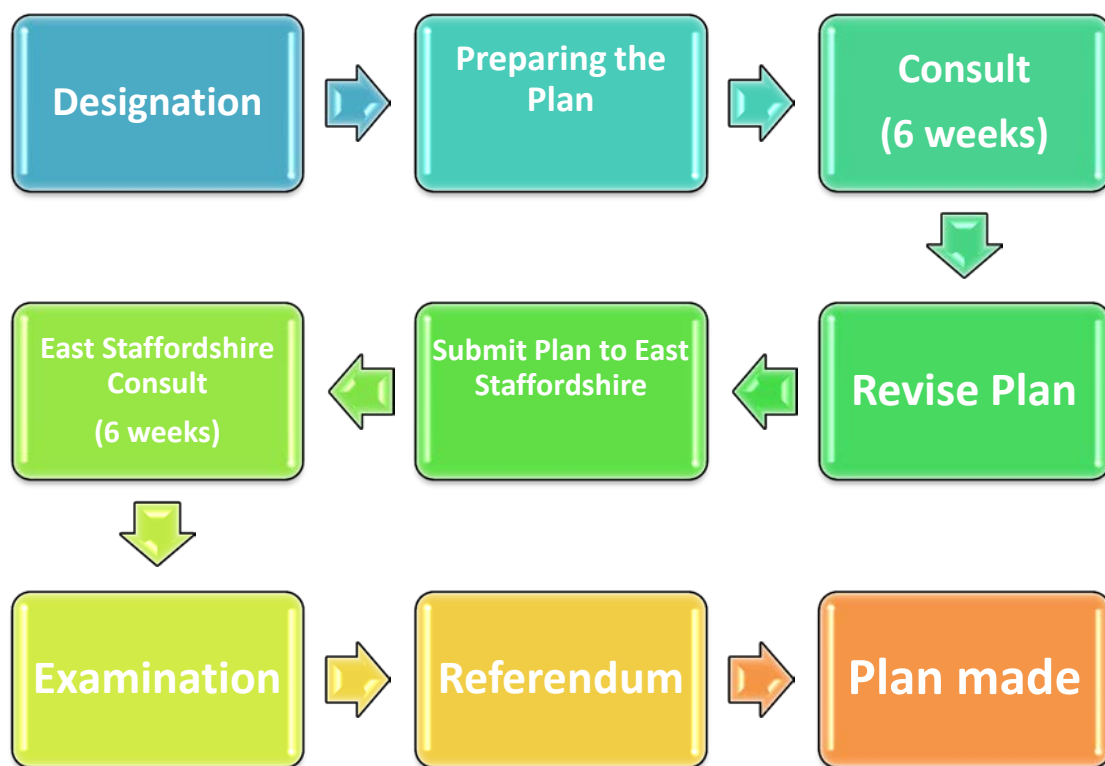 Designation
Preparing the
Plan
Consult
(6 weeks)
Revise Plan
Submit Plan to East
Staffordshire
East Staffordshire
Consult
(6 weeks)
Examination
Referendum
Plan made